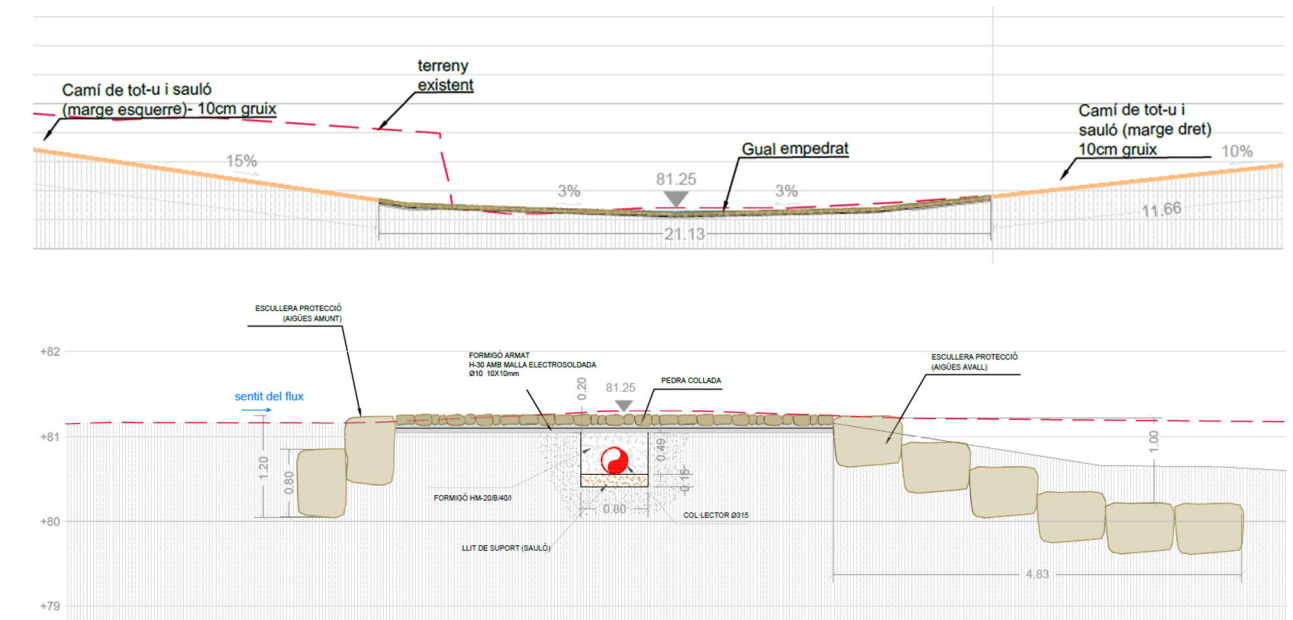 terreny
existent
Camí de tot-u i sauló
(marge esquerre)- 10cm gruix
Camí de tot-u i
sauló (marge dret)
10cm gruix
Gual empedrat
15%
3%
81.25
3%
10%
11.66
21.13
ESCULLERA PROTECCIÓ
(AIGÜES AMUNT)
+82
FORMIGÓ ARMAT
H-30 AMB MALLA ELECTROSOLDADA
Ø10 10X10mm
ESCULLERA PROTECCIÓ
(AIGÜES AVALL)
PEDRA COLLADA
0.20
81.25
sentit del flux
+81
1.20
0.80
0.49
0.15
1.00
FORMIGÓ HM-20/B/40/I
0.80
COL·LECTOR Ø315
+80
LLIT DE SUPORT (SAULÓ)
4.83
+79